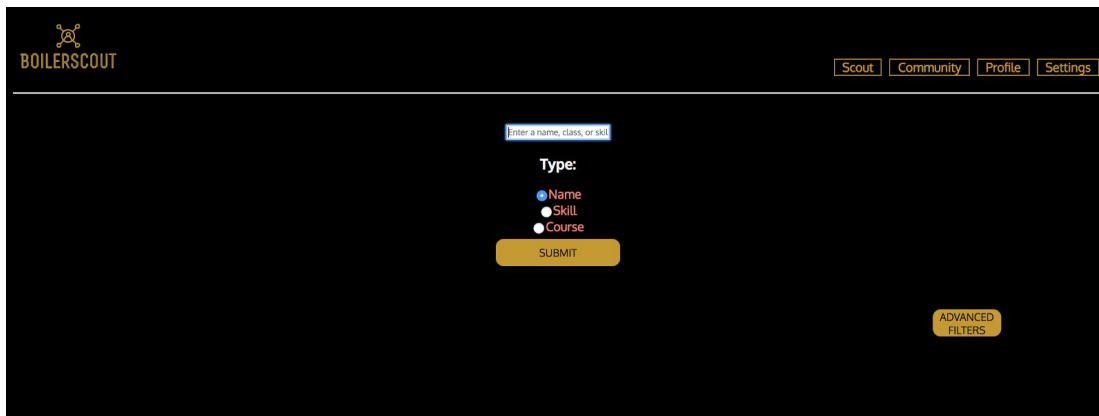 BOILERSCOUT
Scout Community Profile Settings
Enter a name, class, or skil
Type:
Name
Skill
Course
SUBMIT
ADVANCED
FILTERS